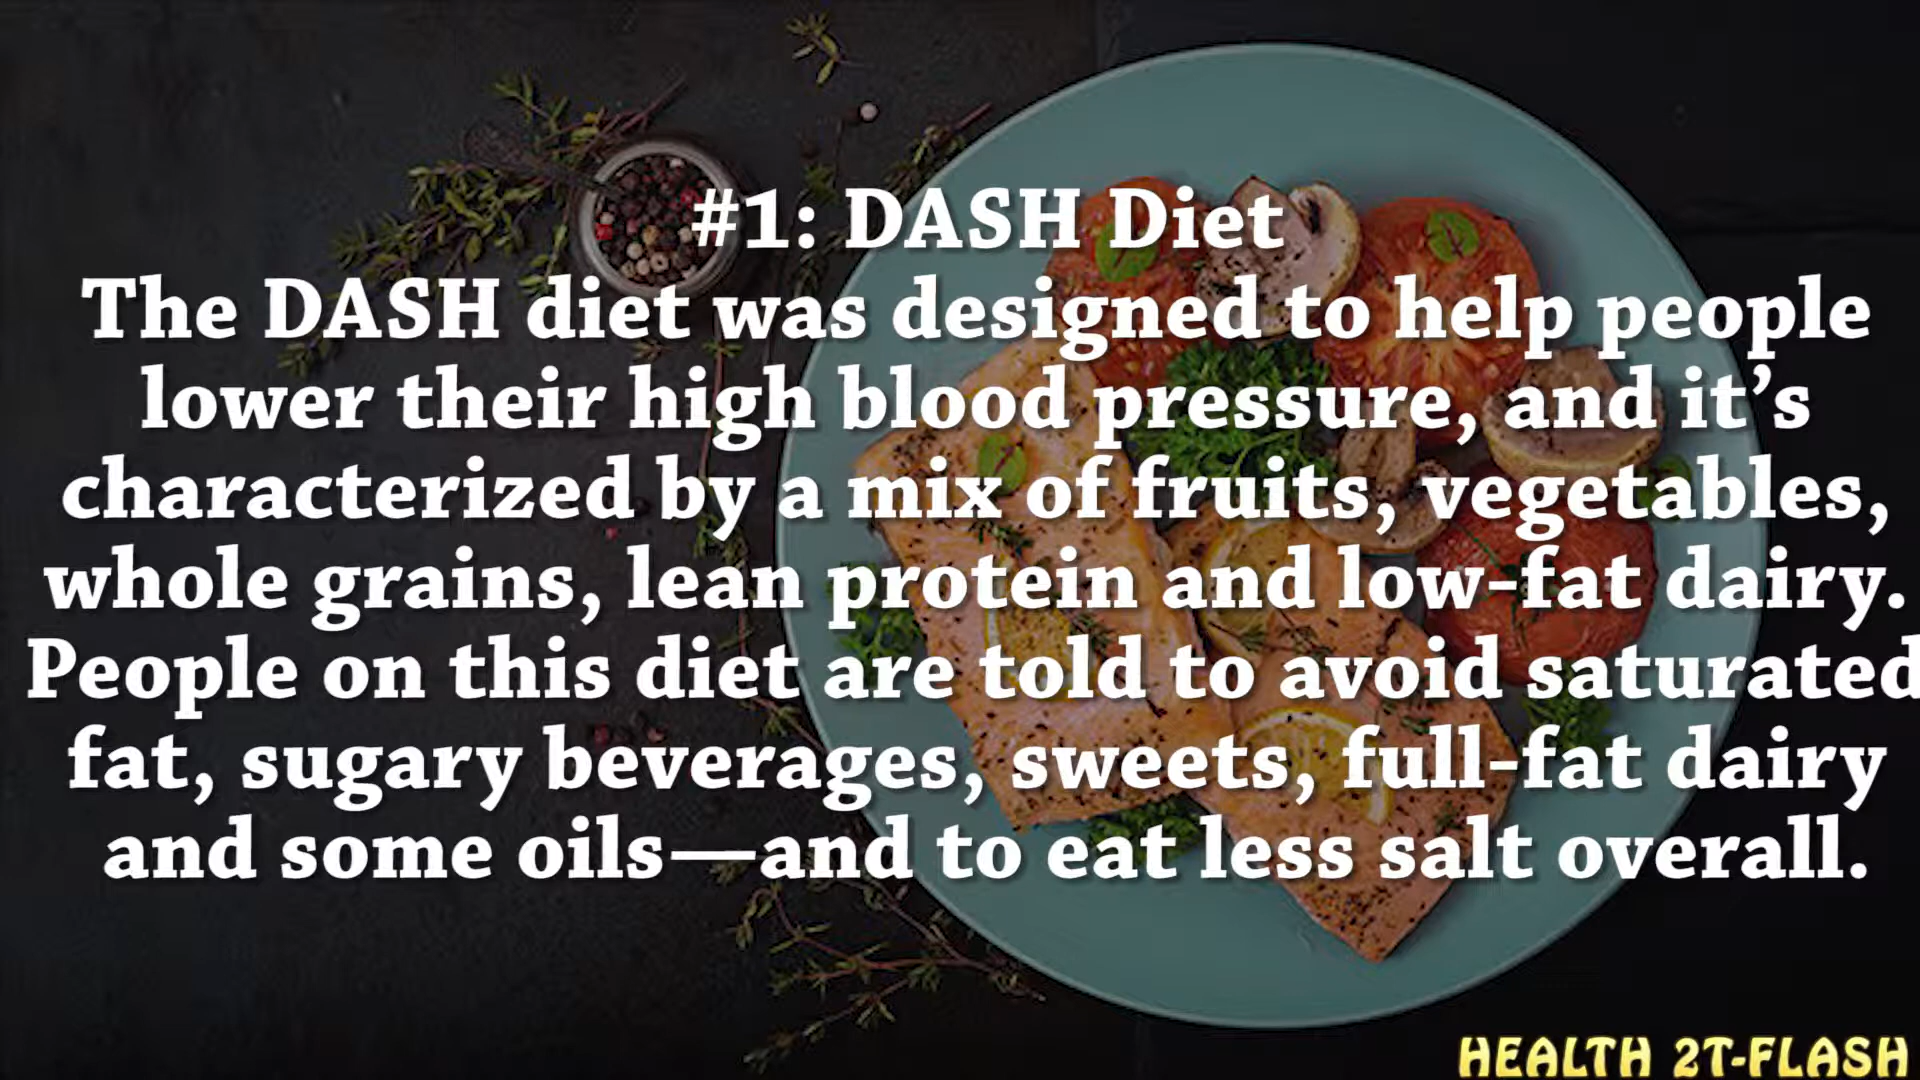 #1: DASH Diet
The DASH diet was designed to help people
lower their high blood pressure, and it’s
characterized by a mix of fruits, vegetables,
whole grains, lean protein and low-fat dairy.
People on this diet are told to avoid saturated
fat, sugary beverages, sweets, full-fat dairy
and some oils—and to eat less salt overall.
HEALTH 2T-FLASH